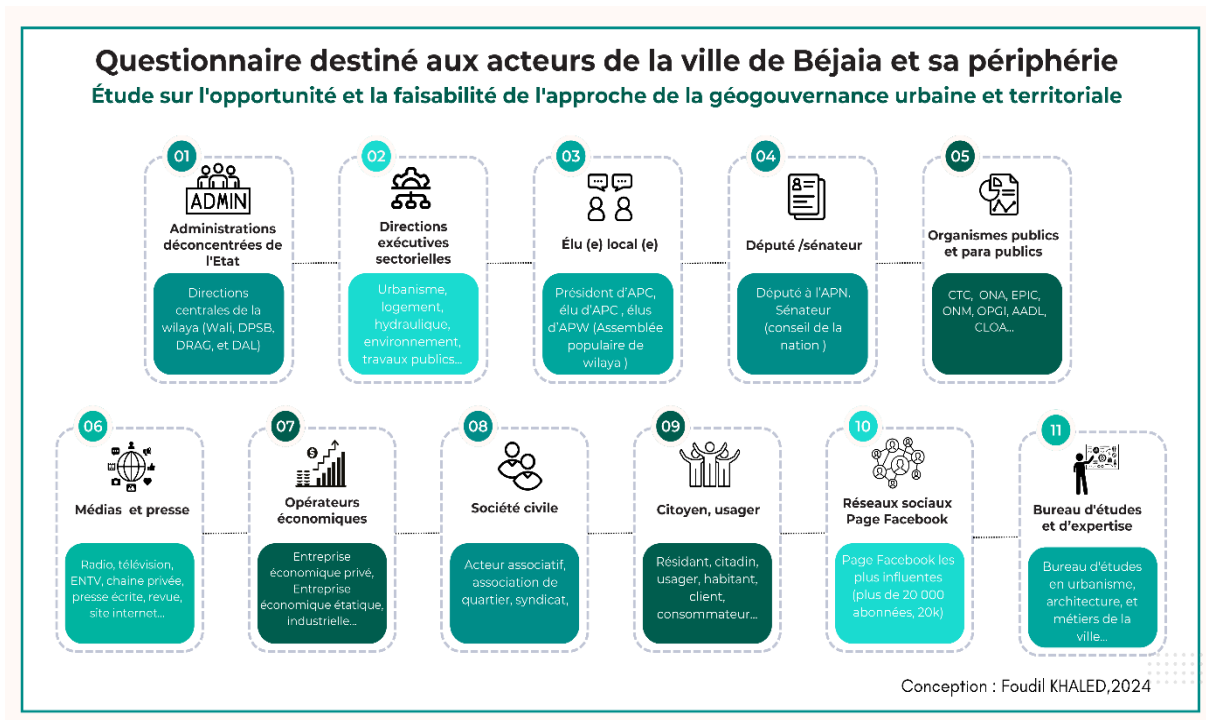 Questionnaire destiné aux acteurs de la ville de Béjaia et sa périphérie
Étude sur l'opportunité et la faisabilité de l'approche de la géogouvernance urbaine et territoriale
01
ADMIN
Administrations
déconcentrées de
l'Etat
Directions
centrales de la
wilaya (Wali, DPSB,
DRAG, et DAL)
02
Directions
exécutives
sectorielles
Urbanisme,
logement,
hydraulique,
environnement,
travaux publics...
03
Élu (e) local (e)
Président d'APC,
élu d'APC , élus
d'APW (Assemblée
populaire de
wilaya )
04
Député /sénateur
Député à l'APN.
Sénateur
(conseil de la
nation )
05
Organismes publics
et para publics
CTC, ONA, EPIC,
ONM, OPGI, AADL,
CLOA...
06
Médias et presse
Radio, télévision,
ENTV, chaine privée,
presse écrite, revue,
site internet...
07
Opérateurs
économiques
Entreprise
économique privé,
Entreprise
économique étatique,
industrielle...
08
Société civile
Acteur associatif,
association de
quartier, syndicat,
09
Citoyen, usager
Résidant, citadin,
usager, habitant,
client,
consommateur...
10
Réseaux sociaux
Page Facebook
Page Facebook les
plus influentes
(plus de 20 000
abonnées, 20k)
11
Bureau d'études
et d'expertise
Bureau d'études
en urbanisme,
architecture, et
métiers de la
ville...
Conception : Foudil KHALED,2024